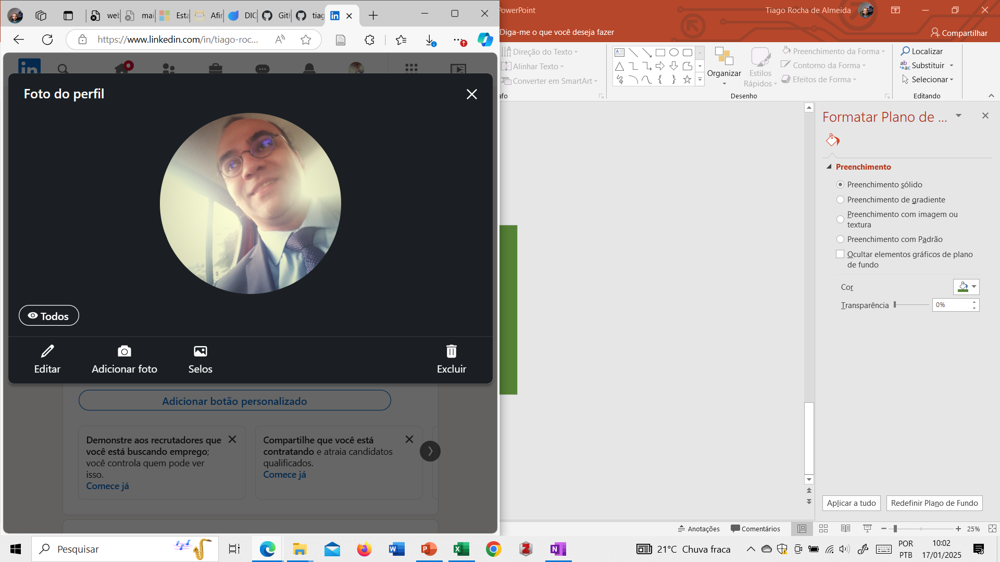 web
mai
Esta
Afir
DIC
Gitl
tiag
https://www.linkedin.com/in/tiago-roc...
Foto do perfil
Todos
Editar
Adicionar foto
Selos
Excluir
Adicionar botão personalizado
Demonstre aos recrutadores que
você está buscando emprego;
você controla quem pode ver
isso.
Comece já
Compartilhe que você está
contratando e atraia candidatos
qualificados.
Comece já
PowerPoint
Tiago Rocha de Almeida
Diga-me o que você deseja fazer
Compartilhar
Direção do Texto
Alinhar Texto
Converter em SmartArt
afo
Organizar
Estilos
Rápidos
Preenchimento da Forma
Contorno da Forma
Efeitos de Forma
Desenho
Localizar
Substituir
Selecionar
Editando
Formatar Plano de ...
Preenchimento
Preenchimento sólido
Preenchimento de gradiente
Preenchimento com imagem ou
textura
Preenchimento com Padrão
Ocultar elementos gráficos de plano
de fundo
Cor
Transparência
0%
Aplicar a tudo
Redefinir Plano de Fundo
Anotações
Comentários
25%
Pesquisar
21°C Chuva fraca
POR
PTB
10:02
17/01/2025